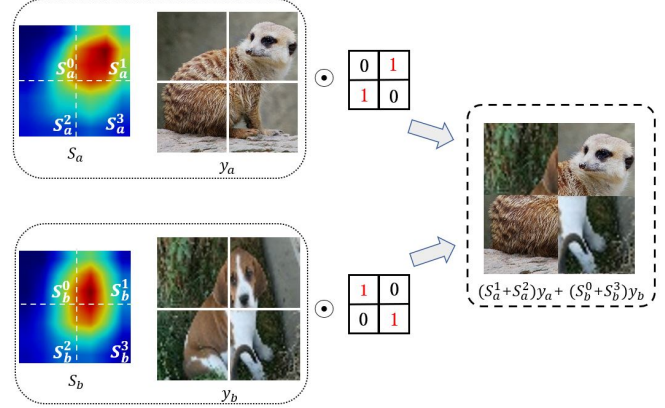 S_a^0 S_a^1
S_a^2 S_a^3
S_a
y_a
⊙
0 1
1 0
S_b^0 S_b^1
S_b^2 S_b^3
S_b
y_b
⊙
1 0
0 1
(S_a^1+S_a^2)y_a+ (S_b^0+S_b^3)y_b